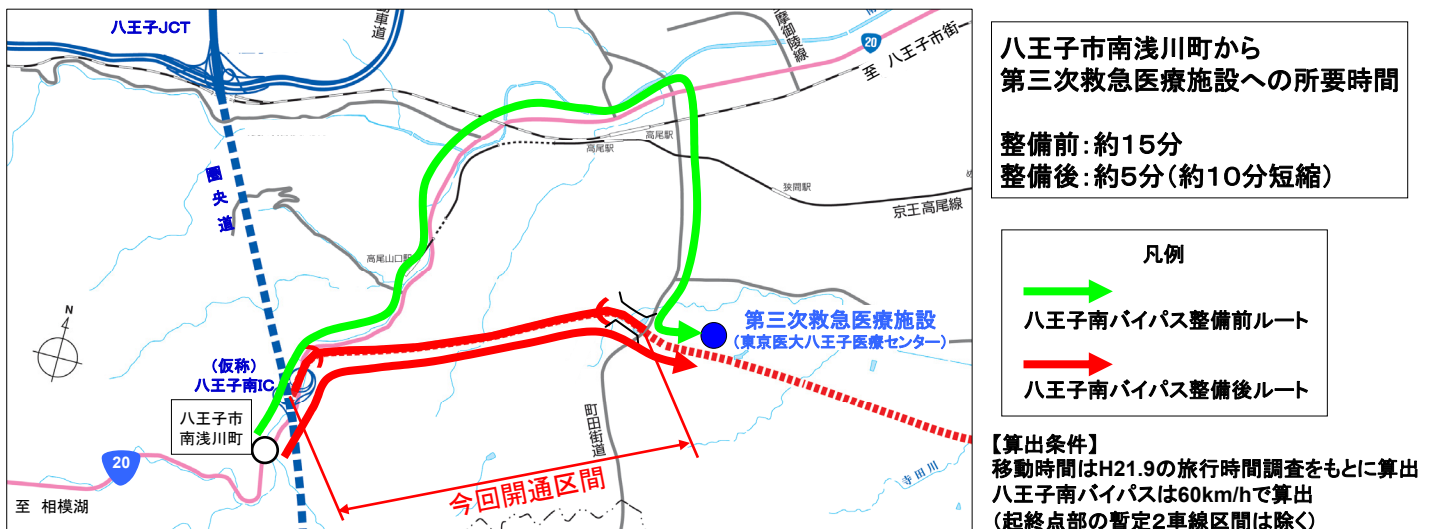 八王子JCT
車道
摩御陵線
20
至 八王子市街
高尾駅
高尾駅
狭間駅
め
京王高尾線
圏央道
高尾山口駅
N
第三次救急医療施設
(東京医大八王子医療センター)
(仮称)
八王子南IC
八王子市
南浅川町
町田街道
20
今回開通区間
寺田川
至 相模湖
八王子市南浅川町から
第三次救急医療施設への所要時間
整備前:約15分
整備後:約5分(約10分短縮)
凡例
八王子南バイパス整備前ルート
八王子南バイパス整備後ルート
【算出条件】
移動時間はH21.9の旅行時間調査をもとに算出
八王子南バイパスは60km/hで算出
(起終点部の暫定2車線区間は除く)